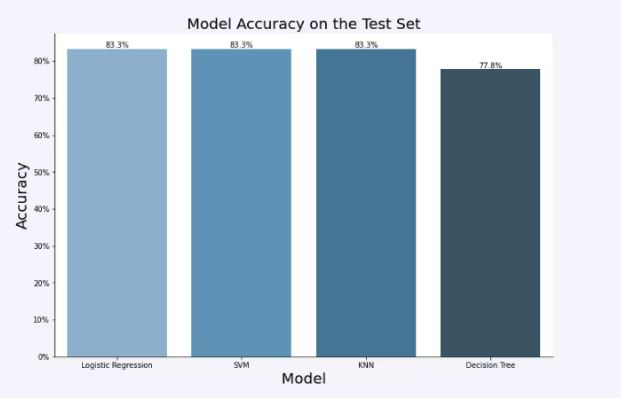 Model Accuracy on the Test Set
83.3%
83.3%
83.3%
77.8%
80%
70%
60%
50%
40%
30%
20%
10%
0%
Accuracy
Logistic Regression
SVM
KNN
Decision Tree
Model